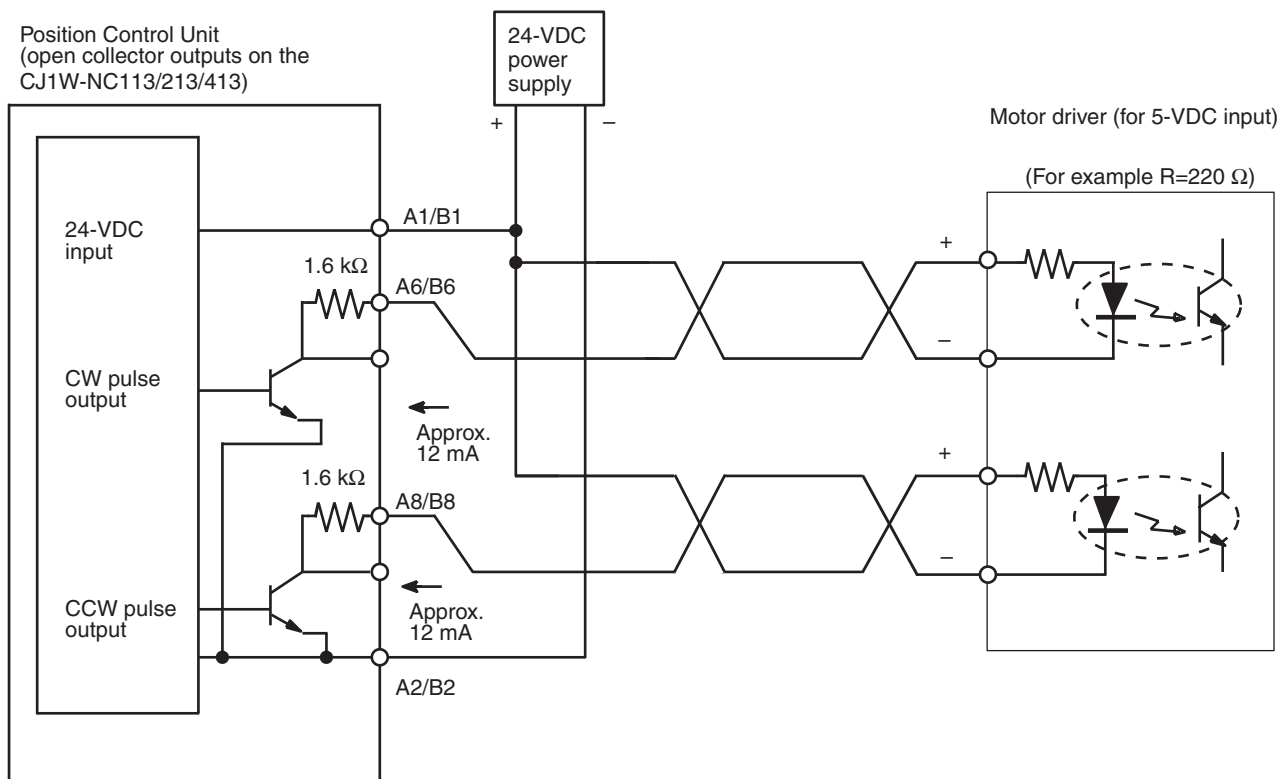 Position Control Unit
(open collector outputs on the
CJ1W-NC113/213/413)
24-VDC
power
supply
+
–
Motor driver (for 5-VDC input)
(For example R=220 Ω)
24-VDC
input
A1/B1
1.6 kΩ
A6/B6
+
–
CW pulse
output
Approx.
12 mA
1.6 kΩ
A8/B8
+
–
CCW pulse
output
Approx.
12 mA
A2/B2